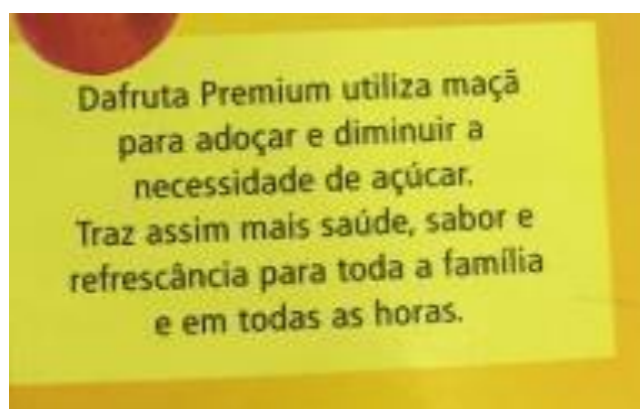 Dafruta Premium utiliza maçã
para adoçar e diminuir a
necessidade de açúcar.
Traz assim mais saúde, sabor e
refrescância para toda a família
e em todas as horas.